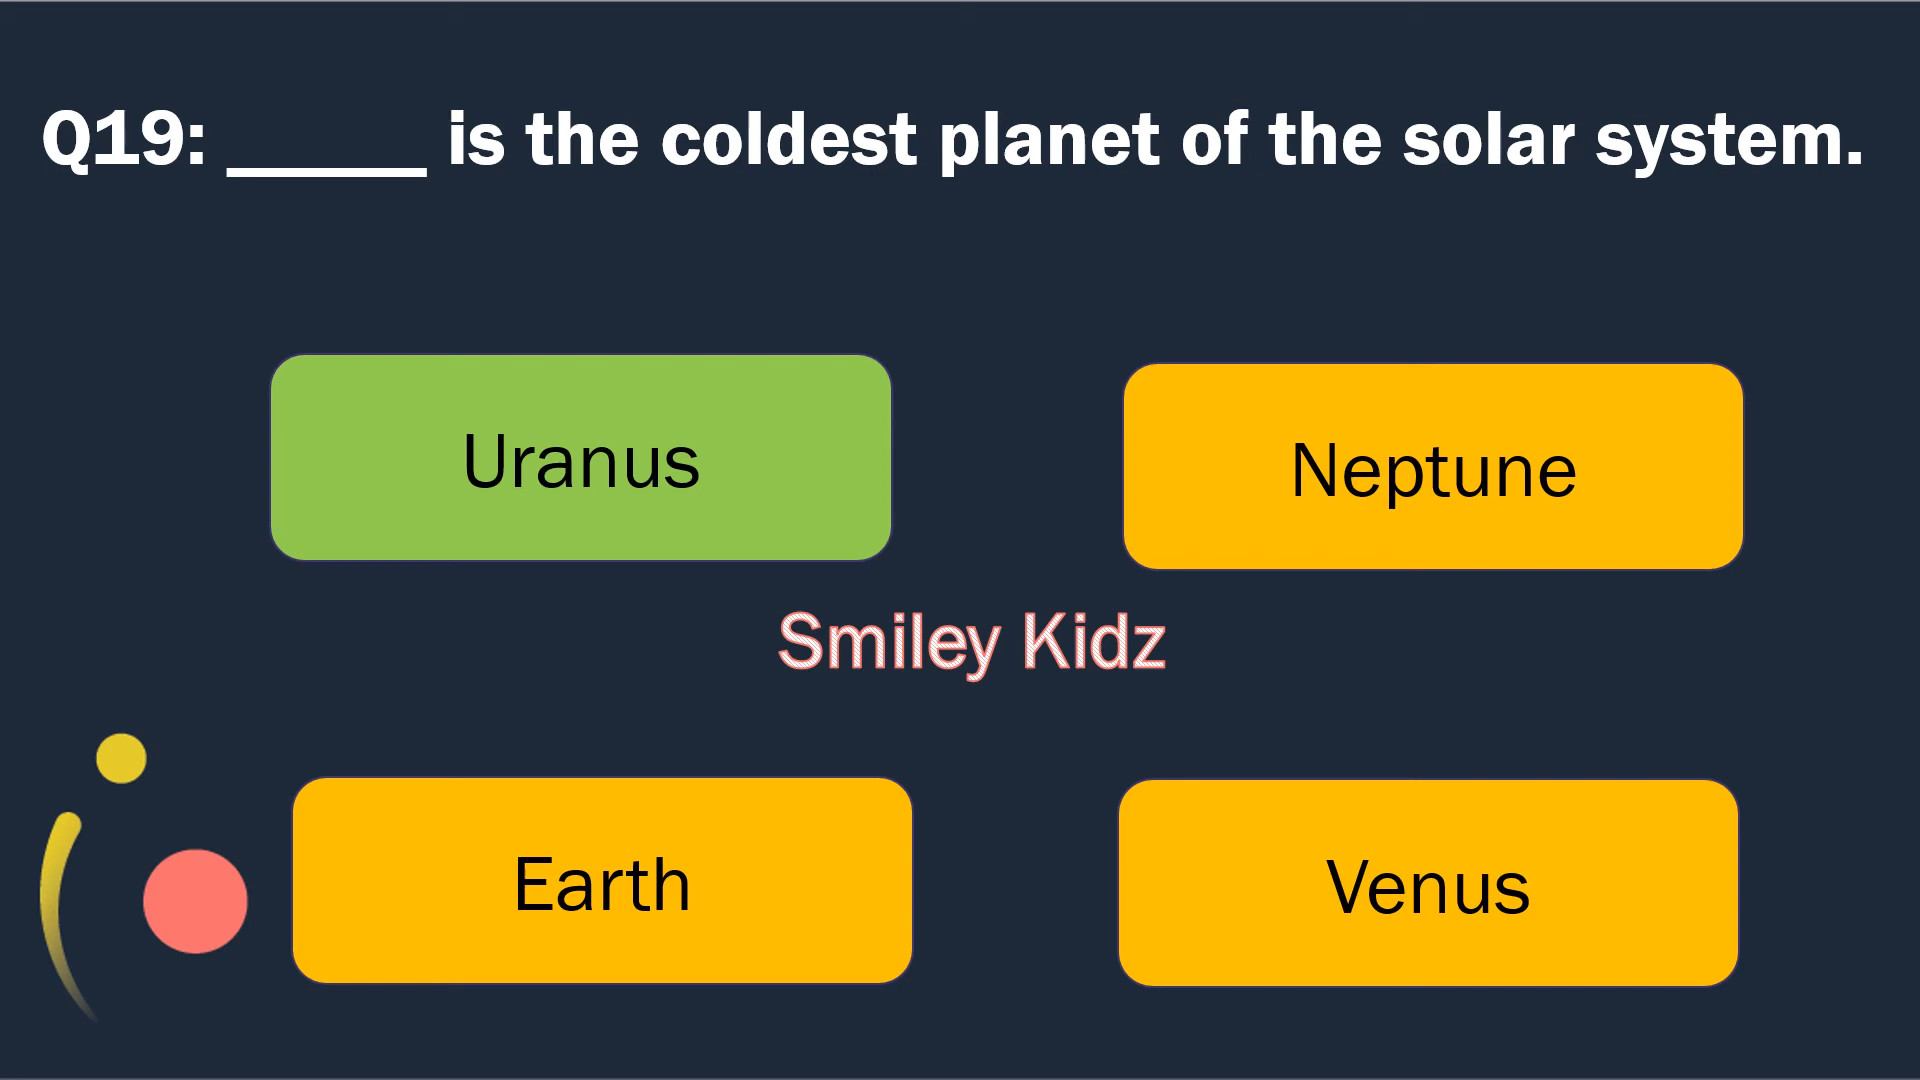 Q19: _____ is the coldest planet of the solar system.
Uranus
Neptune
Smiley Kidz
Earth
Venus